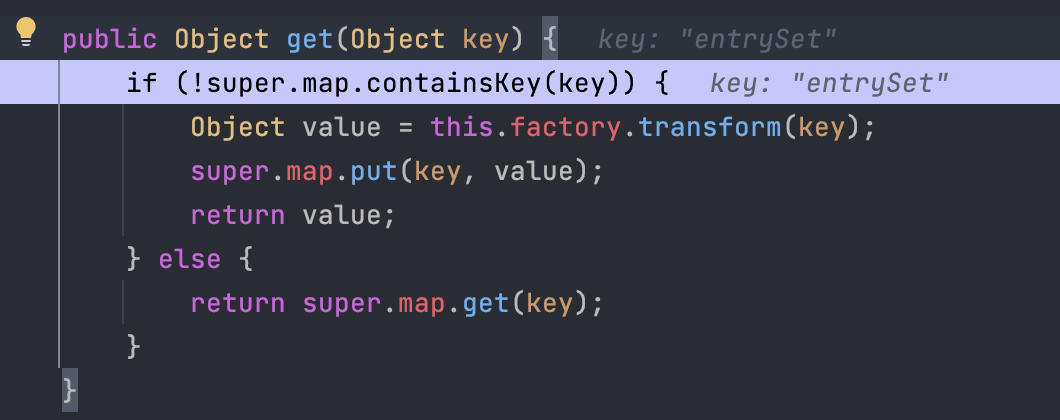 public Object get(Object key) {   key: "entrySet"
    if (!super.map.containsKey(key)) {   key: "entrySet"
        Object value = this.factory.transform(key);
        super.map.put(key, value);
        return value;
    } else {
        return super.map.get(key);
    }
}